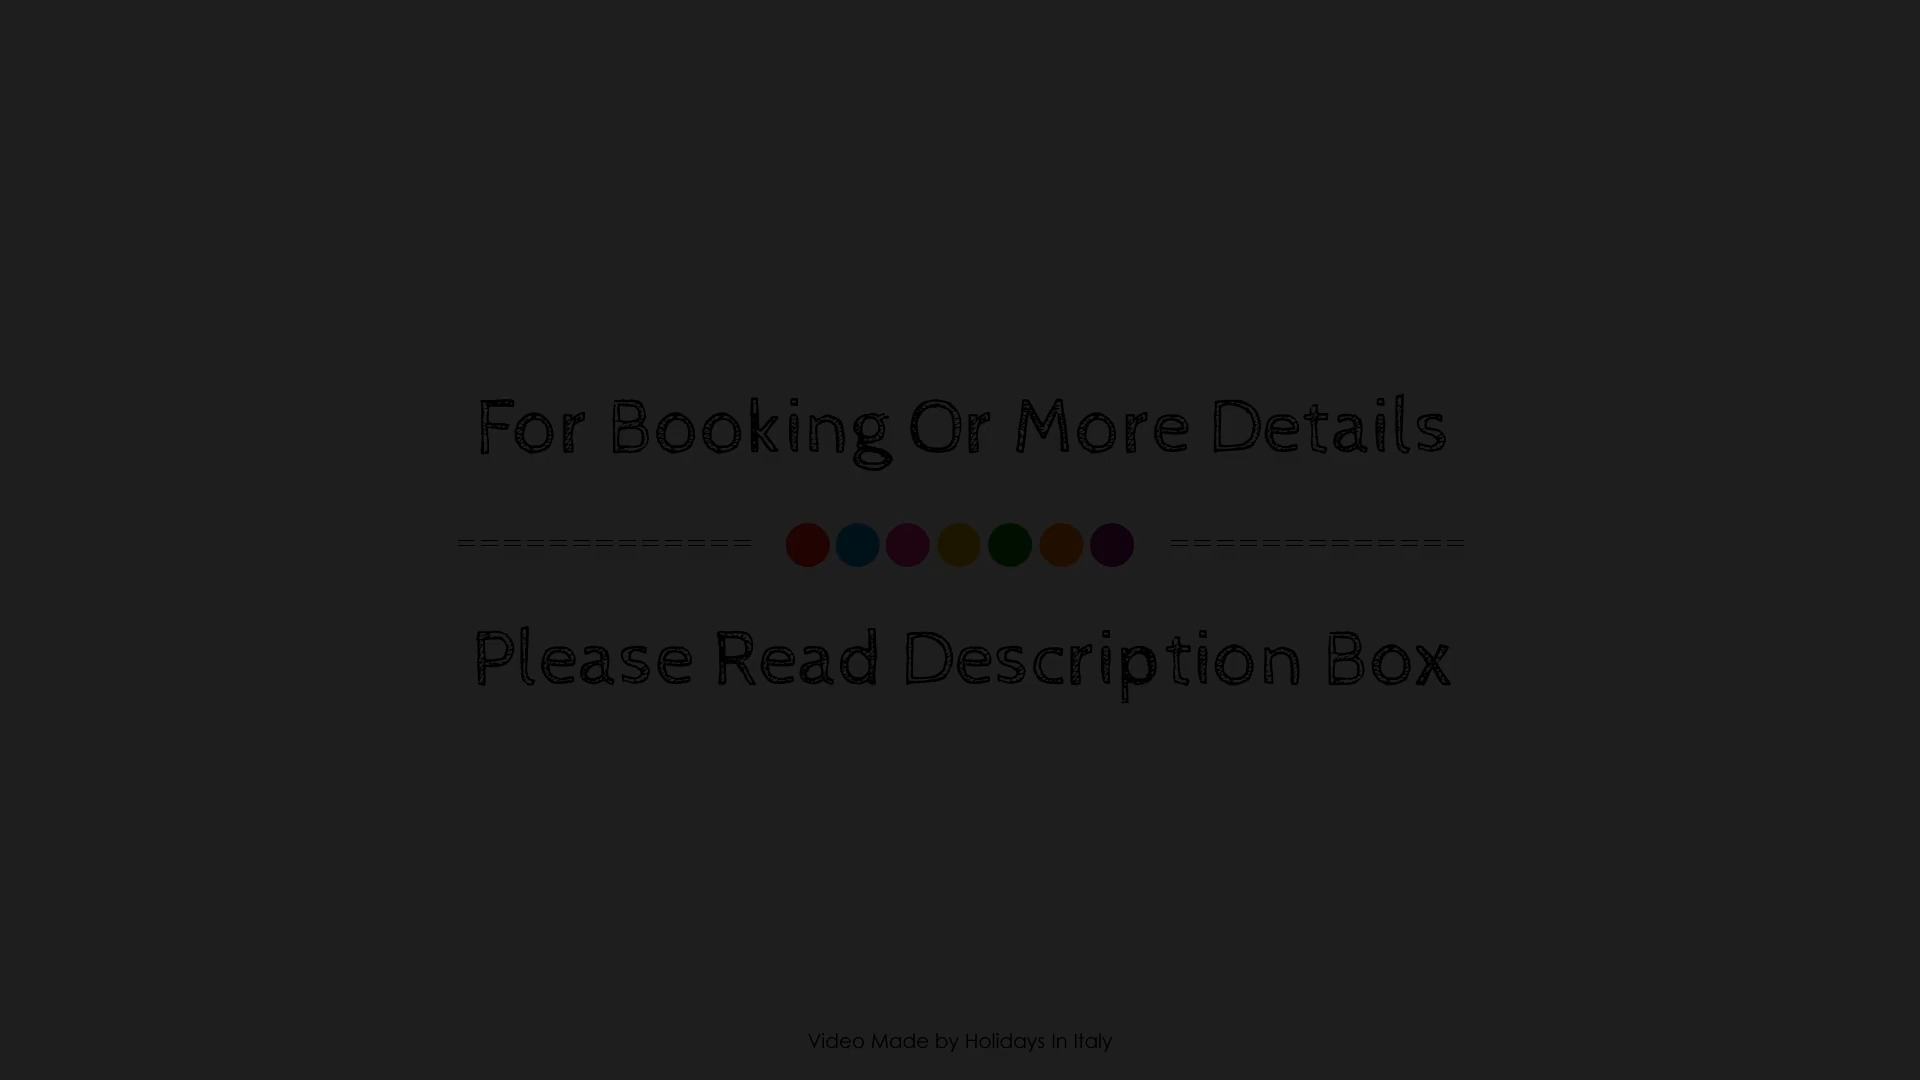 For Booking Or More Details
============= =============
Please Read Description Box
Video Made by Holidays In Italy